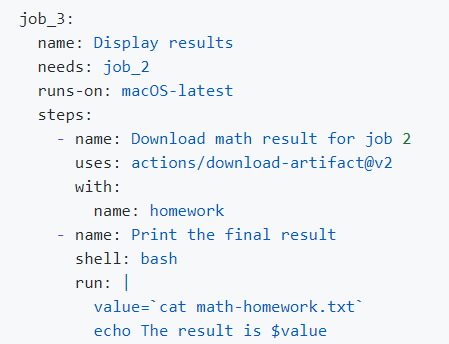 job_3:
  name: Display results
  needs: job_2
  runs-on: macOS-latest
  steps:
    - name: Download math result for job 2
      uses: actions/download-artifact@v2
      with:
        name: homework
    - name: Print the final result
      shell: bash
      run: |
        value=`cat math-homework.txt`
        echo The result is $value